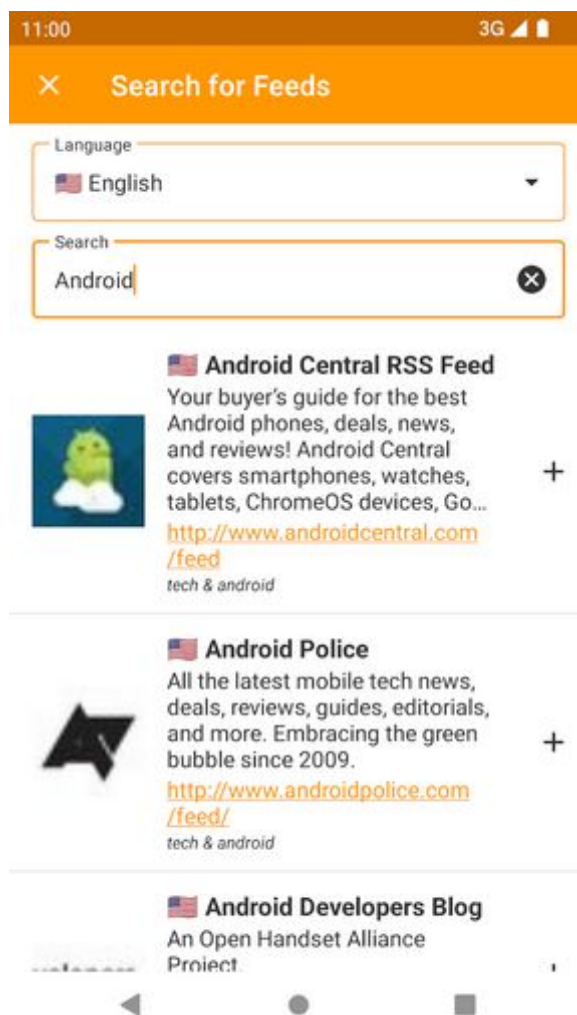 11:00
3G
Search for Feeds
Language
English
Search
Android
Android Central RSS Feed
Your buyer's guide for the best
Android phones, deals, news,
and reviews! Android Central
covers smartphones, watches,
tablets, ChromeOS devices, Go...
http://www.androidcentral.com
/feed
tech & android
Android Police
All the latest mobile tech news,
deals, reviews, guides, editorials,
and more. Embracing the green
bubble since 2009.
http://www.androidpolice.com
/feed/
tech & android
Android Developers Blog
An Open Handset Alliance
Project.